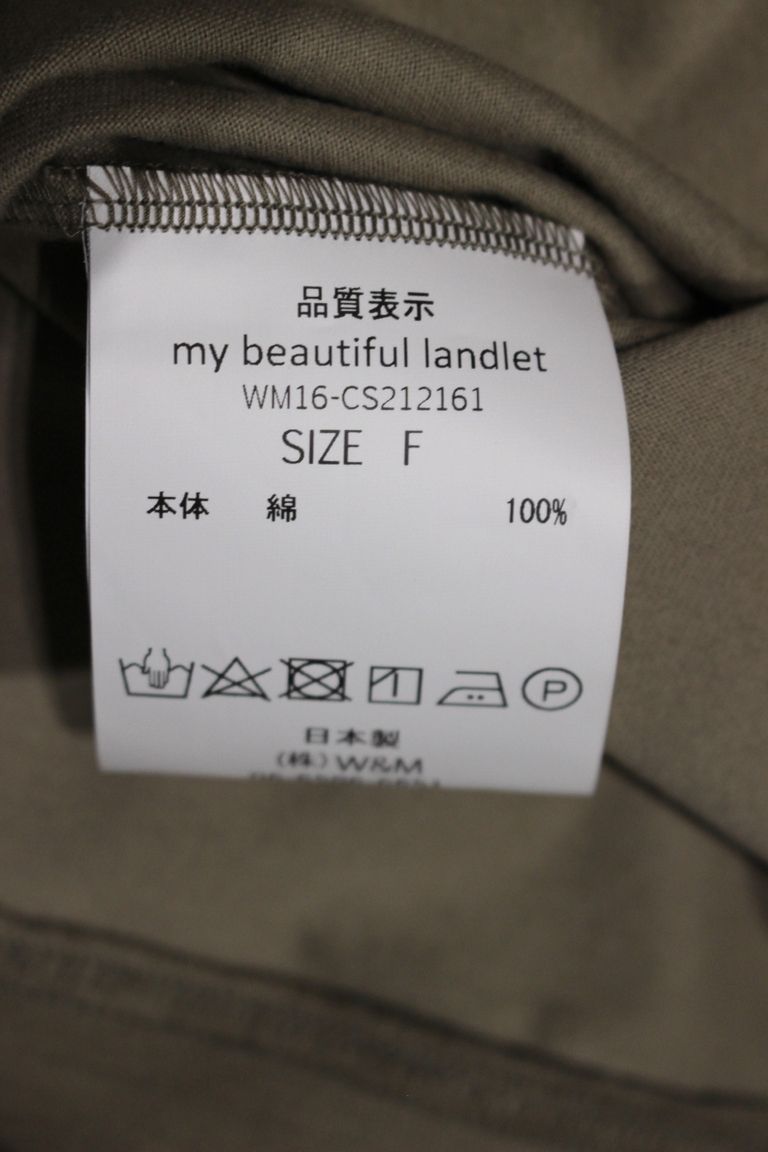 品質表示
my beautiful landlet
WM16-CS212161
SIZE F
本体 綿 100%
P
日本製
(株)W&M